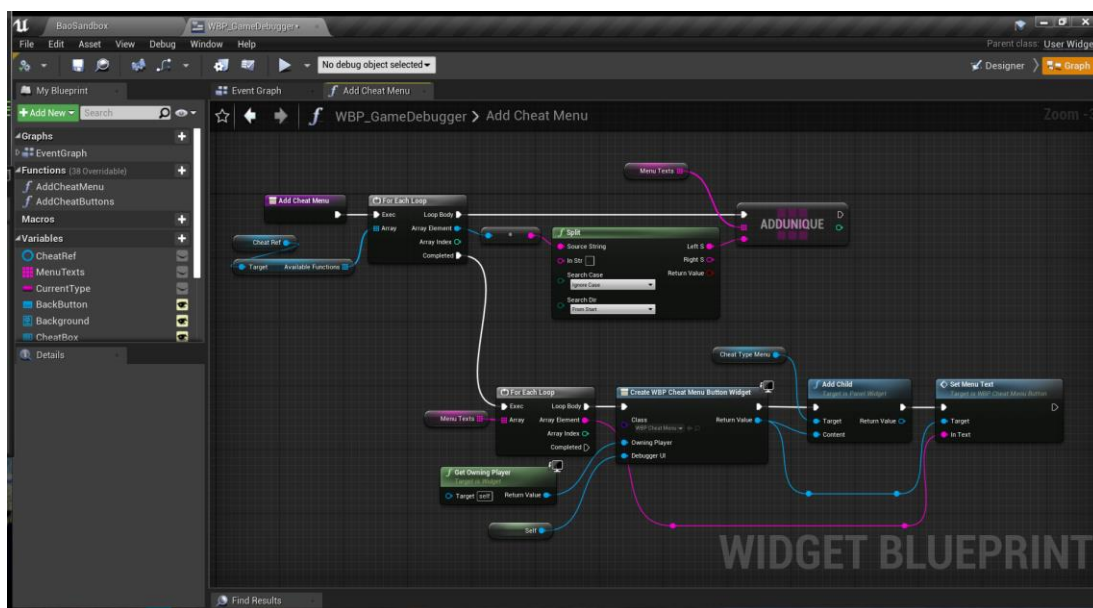 BaoSandbox
WBP_GameDebugger•
File Edit Asset View Debug Window Help
Parent class: User Widge
No debug object selected
Designer
Graph
My Blueprint
Event Graph
Add Cheat Menu
Add New
Search
WBP_GameDebugger > Add Cheat Menu
Zoom -3
Graphs
EventGraph
Functions (38 Overridable)
AddCheatMenu
AddCheatButtons
Macros
Variables
CheatRef
MenuTexts
CurrentType
BackButton
Background
CheatBox
Details
Menu Texts
Add Cheat Menu
For Each Loop
Exec Loop Body
Array Array Element
Array Index
Completed
Cheat Ref
Target Available Functions
Split
Source String Left S
In Str Right S
Search Case Return Value
Ignore Case
Search Dir
From Start
ADDUNIQUE
Cheat Type Menu
For Each Loop
Exec Loop Body
Array Array Element
Array Index
Completed
Menu Texts
Create WBP Cheat Menu Button Widget
Class Return Value
WBP Cheat Menu
Owning Player
Debugger UI
Add Child
Target is Panel Widget
Target Return Value
Content
Set Menu Text
Target is WBP Cheat Menu Button
Target
In Text
Get Owning Player
Target is Widget
Target self Return Value
Self
WIDGET BLUEPRINT
Find Results